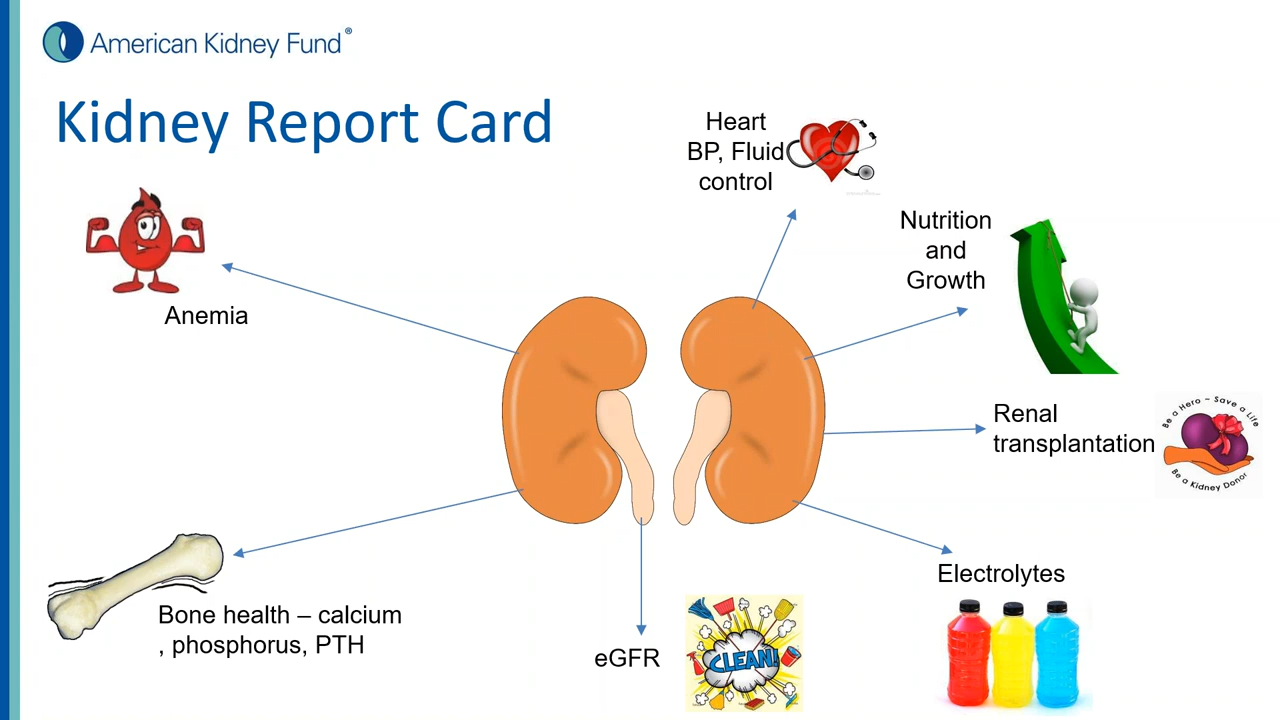 American Kidney Fund®
Kidney Report Card
Heart
BP, Fluid
control
Nutrition
and
Growth
Anemia
Renal
transplantation
Be a Hero ~ Save a Life
Be a Kidney Donor
Electrolytes
Bone health – calcium
, phosphorus, PTH
eGFR
CLEAN!